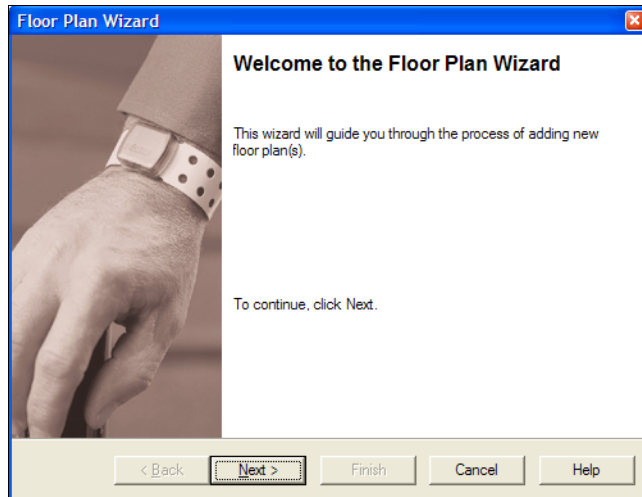 Floor Plan Wizard
Welcome to the Floor Plan Wizard
This wizard will guide you through the process of adding new
floor plan(s).
To continue, click Next.
< Back
Next >
Finish
Cancel
Help